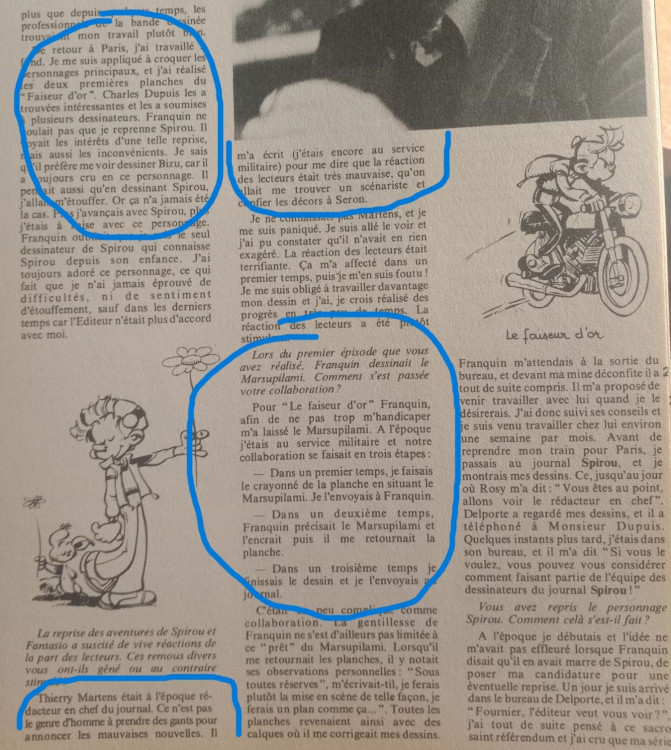 plus que depuis temps, les
professionnels de la bande dessinée
trouvaient mon travail plutôt bien.
De retour à Paris, j'ai travaillé à
fond. Je me suis appliqué à croquer les
personnages principaux, et j'ai réalisé
les deux premières planches du
"Faiseur d'or". Charles Dupuis les a
trouvées intéressantes et les a soumises
à plusieurs dessinateurs. Franquin ne
voulait pas que je reprenne Spirou. Il
voyait les intérêts d'une telle reprise,
mais aussi les inconvénients. Je sais
qu'il préfère me voir dessiner Bizu, car il
a toujours cru en ce personnage. Il
pensait aussi qu'en dessinant Spirou,
j'allais m'étouffer. Or ça n'a jamais été
la cas. Plus j'avançais avec Spirou, plus
j'étais à l'aise avec ce personnage.
Franquin le seul
dessinateur de Spirou qui connaisse
Spirou depuis son enfance. J'ai
toujours adoré ce personnage, ce qui
fait que je n'ai jamais éprouvé de
difficultés, ni de sentiment
d'étouffement, sauf dans les derniers
temps car l'Editeur n'était plus d'accord
avec moi.
La reprise des aventures de Spirou et
Fantasio a suscité de vive réactions de
la part des lecteurs. Ces remous divers
vous ont-ils gêné ou au contraire
Thierry Martens était à l'époque ré-
dacteur en chef du journal. Ce n'est pas
le genre d'homme à prendre des gants pour
annoncer les mauvaises nouvelles. Il
m'a écrit (j'étais encore au service
militaire) pour me dire que la réaction
des lecteurs était très mauvaise, qu'on
allait me trouver un scénariste et
confier les décors à Seron.
Je ne connaissais pas Martens, et je
me suis paniqué. Je suis allé le voir et
j'ai pu constater qu'il n'avait en rien
exagéré. La réaction des lecteurs était
terrifiante. Ça m'a affecté dans un
premier temps, puis je m'en suis foutu !
Je me suis obligé à travailler davantage
mon dessin et j'ai, je crois réalisé des
progrès en très peu de temps. La
réaction des lecteurs a été plutôt
Lors du premier épisode que vous
avez réalisé, Franquin dessinait le
Marsupilami. Comment s'est passée
votre collaboration ?
Pour "Le faiseur d'or" Franquin,
afin de ne pas trop m'handicaper
m'a laissé le Marsupilami. A l'époque
j'étais au service militaire et notre
collaboration se faisait en trois étapes :
— Dans un premier temps, je faisais
le crayonné de la planche en situant le
Marsupilami. Je l'envoyais à Franquin.
— Dans un deuxième temps,
Franquin précisait le Marsupilami et
l'encrait puis il me retournait la
planche.
— Dans un troisième temps je
finissais le dessin et je l'envoyais au
journal.
C'était un peu compliqué comme
collaboration. La gentillesse de
Franquin ne s'est d'ailleurs pas limitée à
ce "prêt" du Marsupilami. Lorsqu'il
me retournait les planches, il y notait
ses observations personnelles : "Sous
toutes réserves", m'écrivait-il, je ferais
plutôt la mise en scène de telle façon, je
ferais un plan comme ça...". Toutes les
planches revenaient ainsi avec des
calques où il me corrigeait mes dessins.
Le faiseur d'or
Franquin m'attendais à la sortie du
bureau, et devant ma mine déconfite il a
tout de suite compris. Il m'a proposé de
venir travailler avec lui quand je le
désirerais. J'ai donc suivi ses conseils et
je suis venu travailler chez lui environ
une semaine par mois. Avant de
reprendre mon train pour Paris, je
passais au journal Spirou, et je
montrais mes dessins. Ce, jusqu'au jour
où Rosy m'a dit : "Vous êtes au point,
allons voir le rédacteur en chef".
Delporte a regardé mes dessins, et il a
téléphoné à Monsieur Dupuis.
Quelques instants plus tard, j'étais dans
son bureau, et il m'a dit "Si vous le
voulez, vous pouvez vous considérer
comment faisant partie de l'équipe des
dessinateurs du journal Spirou !"
Vous avez repris le personnage
Spirou. Comment celà s'est-il fait ?
A l'époque je débutais et l'idée ne
m'avait pas effleuré lorsque Franquin
disait qu'il en avait marre de Spirou, de
poser ma candidature pour une
éventuelle reprise. Un jour je suis arrivé
dans le bureau de Delporte, et il m'a dit
"Fournier, l'éditeur veut vous voir ?"
j'ai tout de suite pensé à ce sacré
saint référendum et j'ai cru que ma série